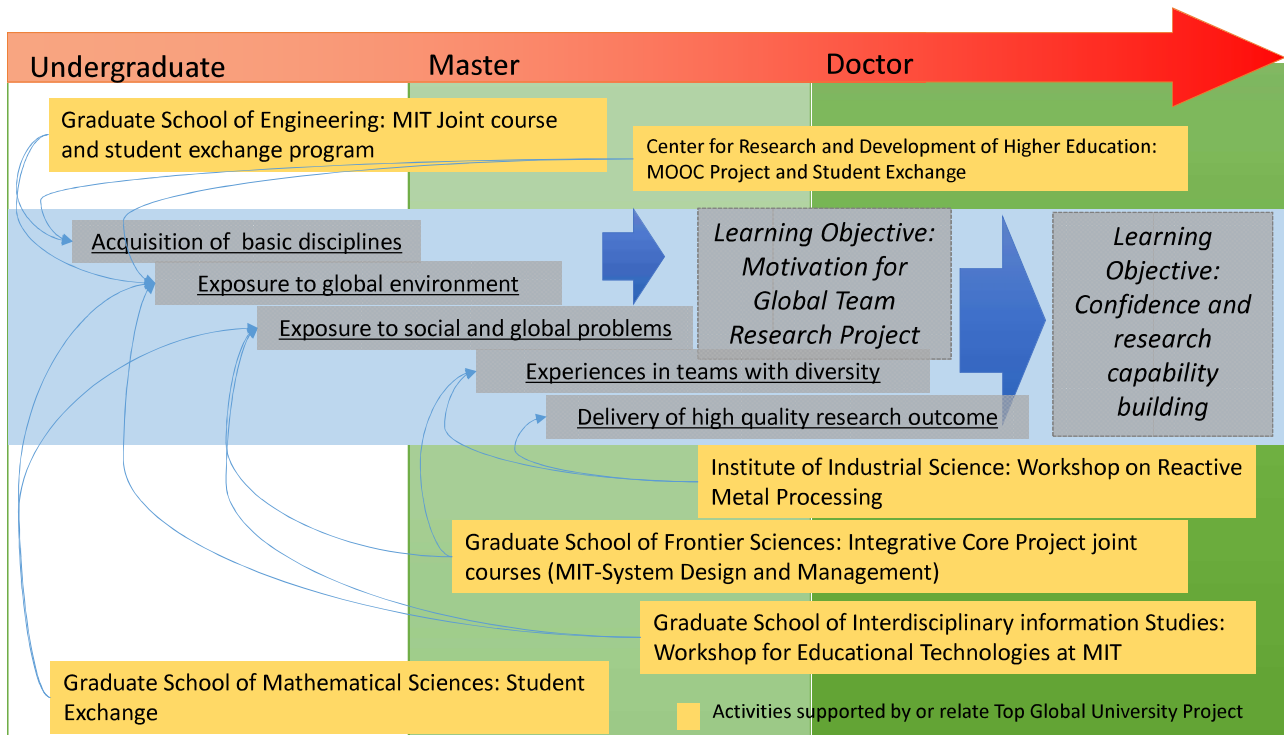 Undergraduate
Master
Doctor
Graduate School of Engineering: MIT Joint course
and student exchange program
Center for Research and Development of Higher Education:
MOOC Project and Student Exchange
Acquisition of basic disciplines
Exposure to global environment
Exposure to social and global problems
Experiences in teams with diversity
Delivery of high quality research outcome
Learning Objective:
Motivation for
Global Team
Research Project
Learning
Objective:
Confidence and
research
capability
building
Institute of Industrial Science: Workshop on Reactive
Metal Processing
Graduate School of Frontier Sciences: Integrative Core Project joint
courses (MIT-System Design and Management)
Graduate School of Interdisciplinary information Studies:
Workshop for Educational Technologies at MIT
Graduate School of Mathematical Sciences: Student
Exchange
Activities supported by or relate Top Global University Project